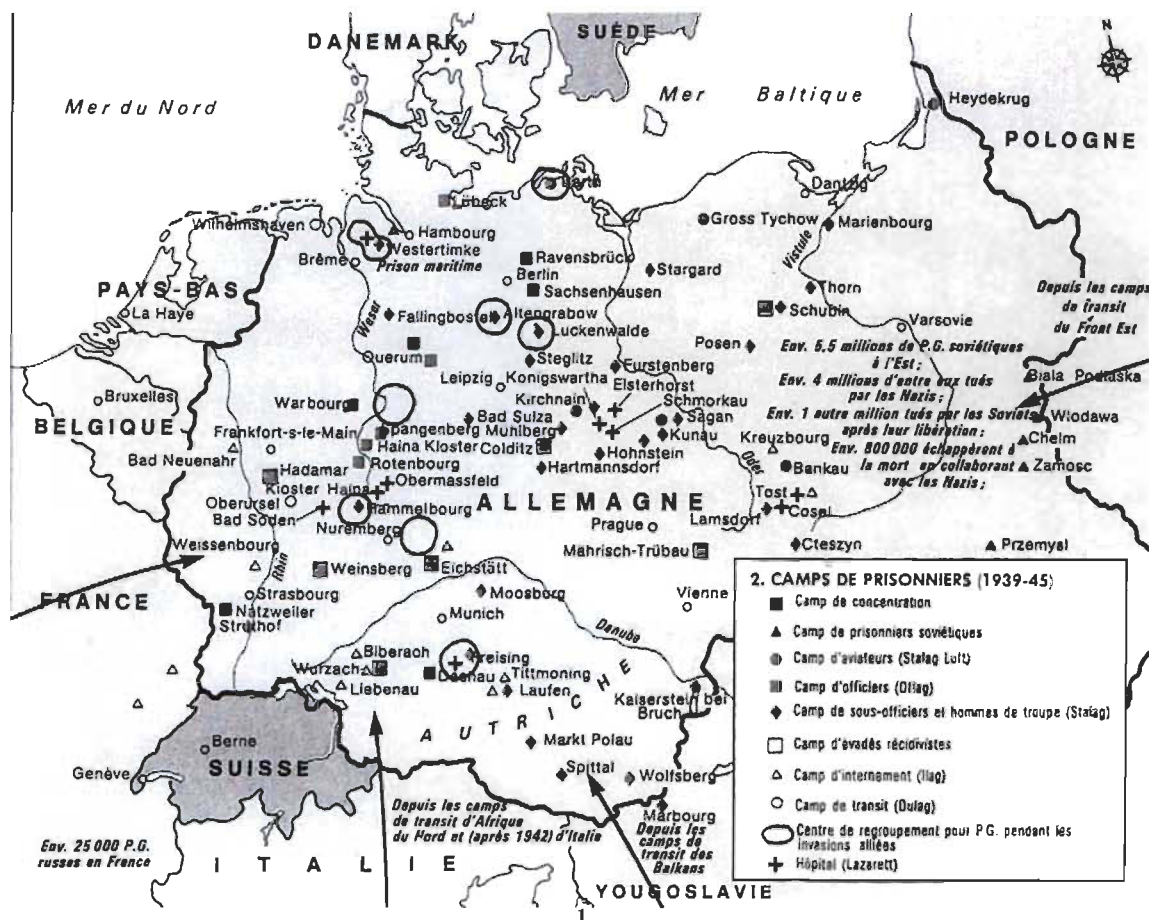 SUÉDE
DANEMARK
N
Mer du Nord
Mer Baltique
Heydekrug
POLOGNE
Lübeck
Dantzig
Wilhelmshaven
Hambourg
Gross Tychow
Marienbourg
Westertimke
Brême
Prison maritime
Ravensbrück
Stargard
Vistule
Berlin
PAYS-BAS
Sachsenhausen
Thorn
Depuis les camps
de transit
du Front Est
La Haye
Weser
Fallingbostel
Altengrabow
Schubin
Luckenwalde
Varsovie
Querum
Steglitz
Furstenberg
Posen
Env. 5,5 millions de P.G. soviétiques
à l'Est ;
Leipzig
Konigswartha
Elsterhorst
Env. 4 millions d'entre eux tués
par les Nazis ;
Biala Podlaska
Bruxelles
Warbourg
Kirchnain
Schmorkau
Env. 1 autre million tués par les Soviets
après leur libération ;
Wlodawa
BELGIQUE
Bad Sulza
Sagan
Spangenberg
Muhlberg
Kunau
Frankfort-s-le-Main
Haina Kloster
Colditz
Hohnstein
Kreuzbourg
Env. 800 000 échappèrent à
la mort en collaborant
avec les Nazis ;
Chelm
Bad Neuenahr
Rotenbourg
Hartmannsdorf
Oder
Bankau
Zamosc
Hadamar
Kloster Haina
Obermassfeld
ALLEMAGNE
Tost
Oberursel
Hammelbourg
Prague
Lamsdorf
Cosel
Bad Soden
Nuremberg
Weissenbourg
Mahrisch-Trübau
Cteszyn
Przemysl
Rhin
Weinsberg
Eichstätt
FRANCE
Strasbourg
Moosburg
Vienne
Natzweiler
Struthof
Munich
Danube
Biberach
Freising
Wurzach
Dachau
Tittmoning
Liebenau
Laufen
Kaiserstein bei
Bruch
AUTRICHE
Berne
Markt Polau
SUISSE
Genève
Spittal
Wolfsberg
Marbourg
Depuis les camps
de transit d'Afrique
du Nord et (après 1942) d'Italie
Depuis les
camps de
transit des
Balkans
Env. 25 000 P.G.
russes en France
ITALIE
YOUGOSLAVIE
2. CAMPS DE PRISONNIERS (1939-45)
Camp de concentration
Camp de prisonniers soviétiques
Camp d'aviateurs (Stalag Luft)
Camp d'officiers (Oflag)
Camp de sous-officiers et hommes de troupe (Stalag)
Camp d'évadés récidivistes
Camp d'internement (Ilag)
Camp de transit (Dulag)
Centre de regroupement pour P.G. pendant les
invasions alliées
Hôpital (Lazarett)
1